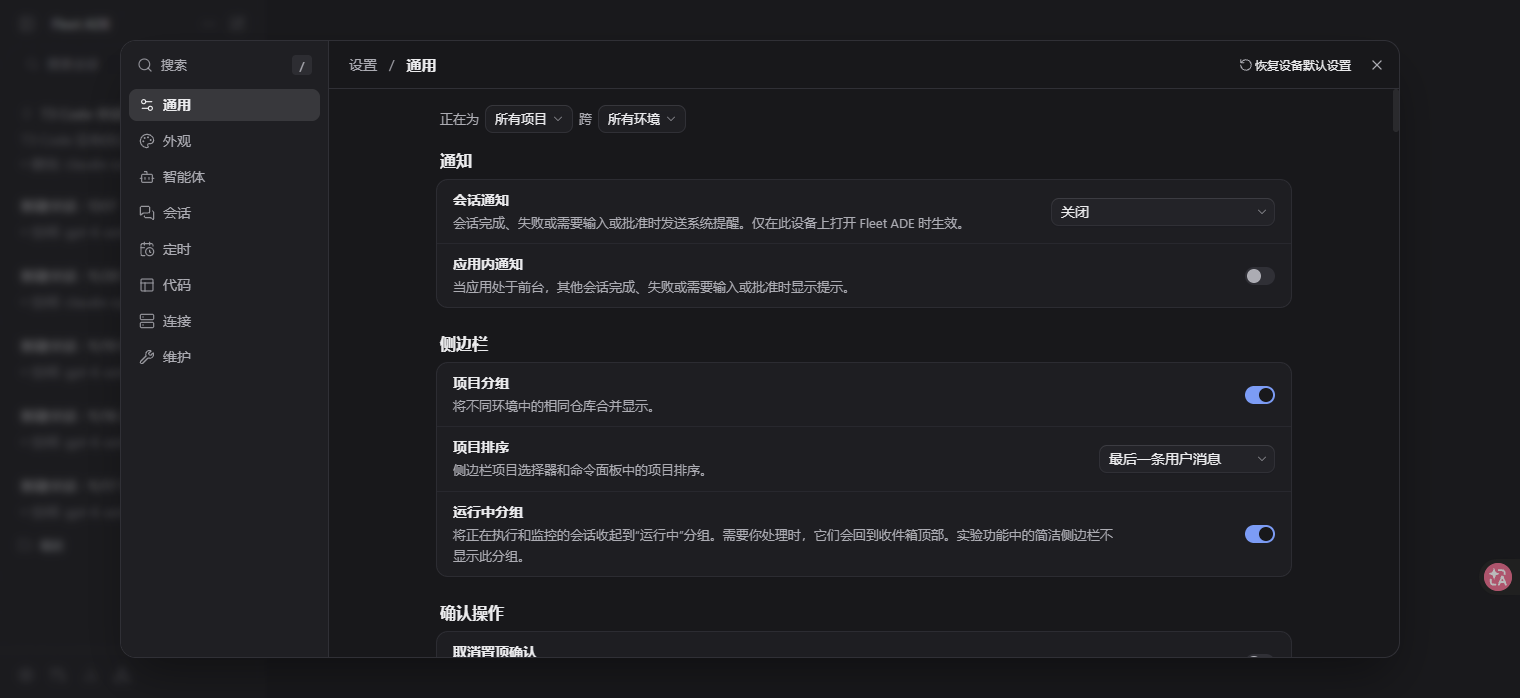 搜索
/
通用
外观
智能体
会话
定时
代码
连接
维护
设置 / 通用
恢复设备默认设置
正在为 所有项目 跨 所有环境
通知
会话通知
会话完成、失败或需要输入或批准时发送系统提醒。仅在此设备上打开 Fleet ADE 时生效。
关闭
应用内通知
当应用处于前台，其他会话完成、失败或需要输入或批准时显示提示。
侧边栏
项目分组
将不同环境中的相同仓库合并显示。
项目排序
侧边栏项目选择器和命令面板中的项目排序。
最后一条用户消息
运行中分组
将正在执行和监控的会话收起到"运行中"分组。需要你处理时，它们会回到收件箱顶部。实验功能中的简洁侧边栏不
显示此分组。
确认操作
取消置顶确认